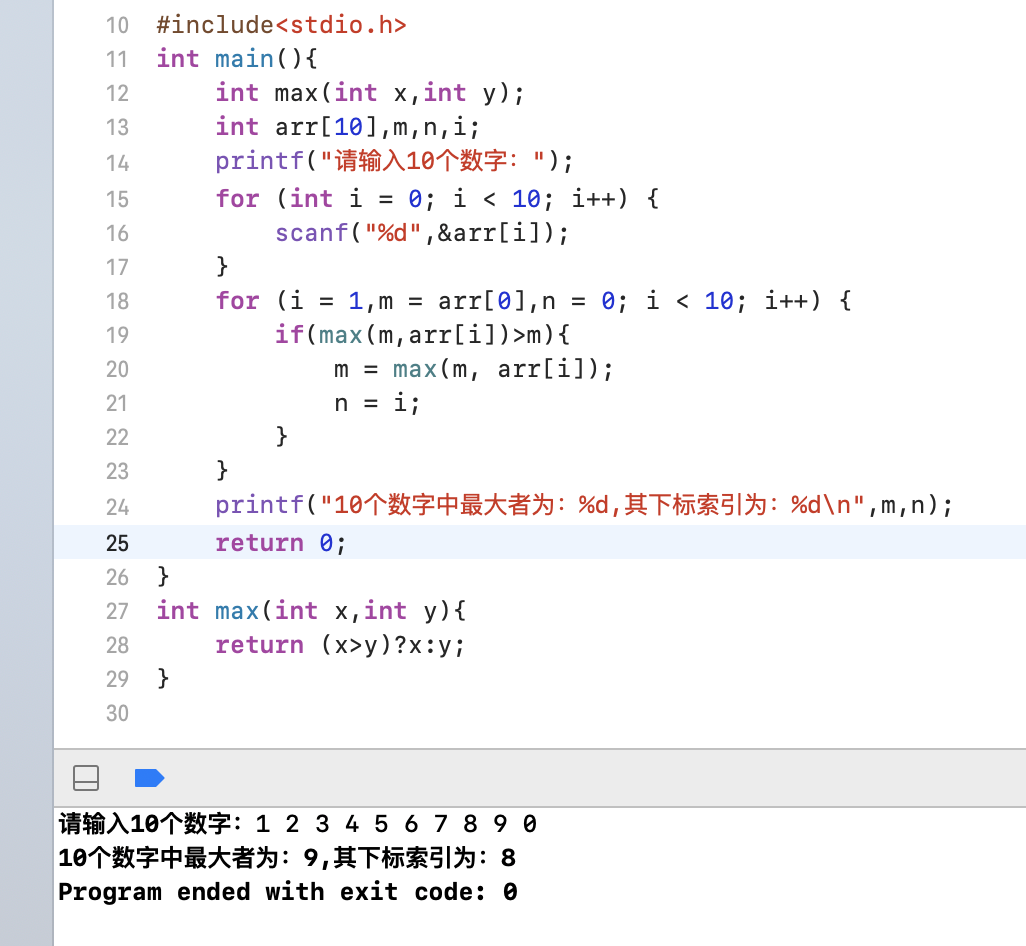 10 #include<stdio.h>
11 int main(){
12     int max(int x,int y);
13     int arr[10],m,n,i;
14     printf("请输入10个数字：");
15     for (int i = 0; i < 10; i++) {
16         scanf("%d",&arr[i]);
17     }
18     for (i = 1,m = arr[0],n = 0; i < 10; i++) {
19         if(max(m,arr[i])>m){
20             m = max(m, arr[i]);
21             n = i;
22         }
23     }
24     printf("10个数字中最大者为：%d,其下标索引为：%d\n",m,n);
25     return 0;
26 }
27 int max(int x,int y){
28     return (x>y)?x:y;
29 }
30
请输入10个数字：1 2 3 4 5 6 7 8 9 0
10个数字中最大者为：9,其下标索引为：8
Program ended with exit code: 0